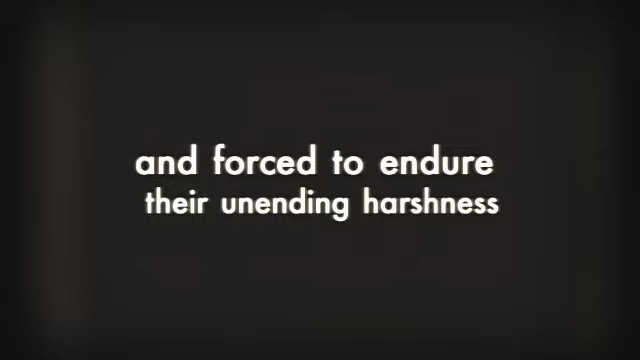 and forced to endure
their unending harshness